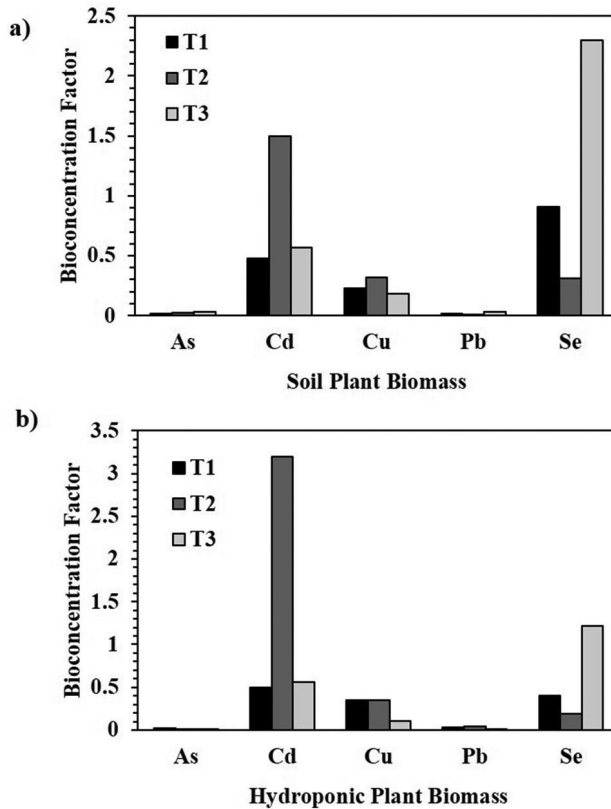 a)
2.5
2
1.5
1
0.5
0
Bioconcentration Factor
T1
T2
T3
As Cd Cu Pb Se
Soil Plant Biomass
b)
3.5
3
2.5
2
1.5
1
0.5
0
Bioconcentration Factor
T1
T2
T3
As Cd Cu Pb Se
Hydroponic Plant Biomass